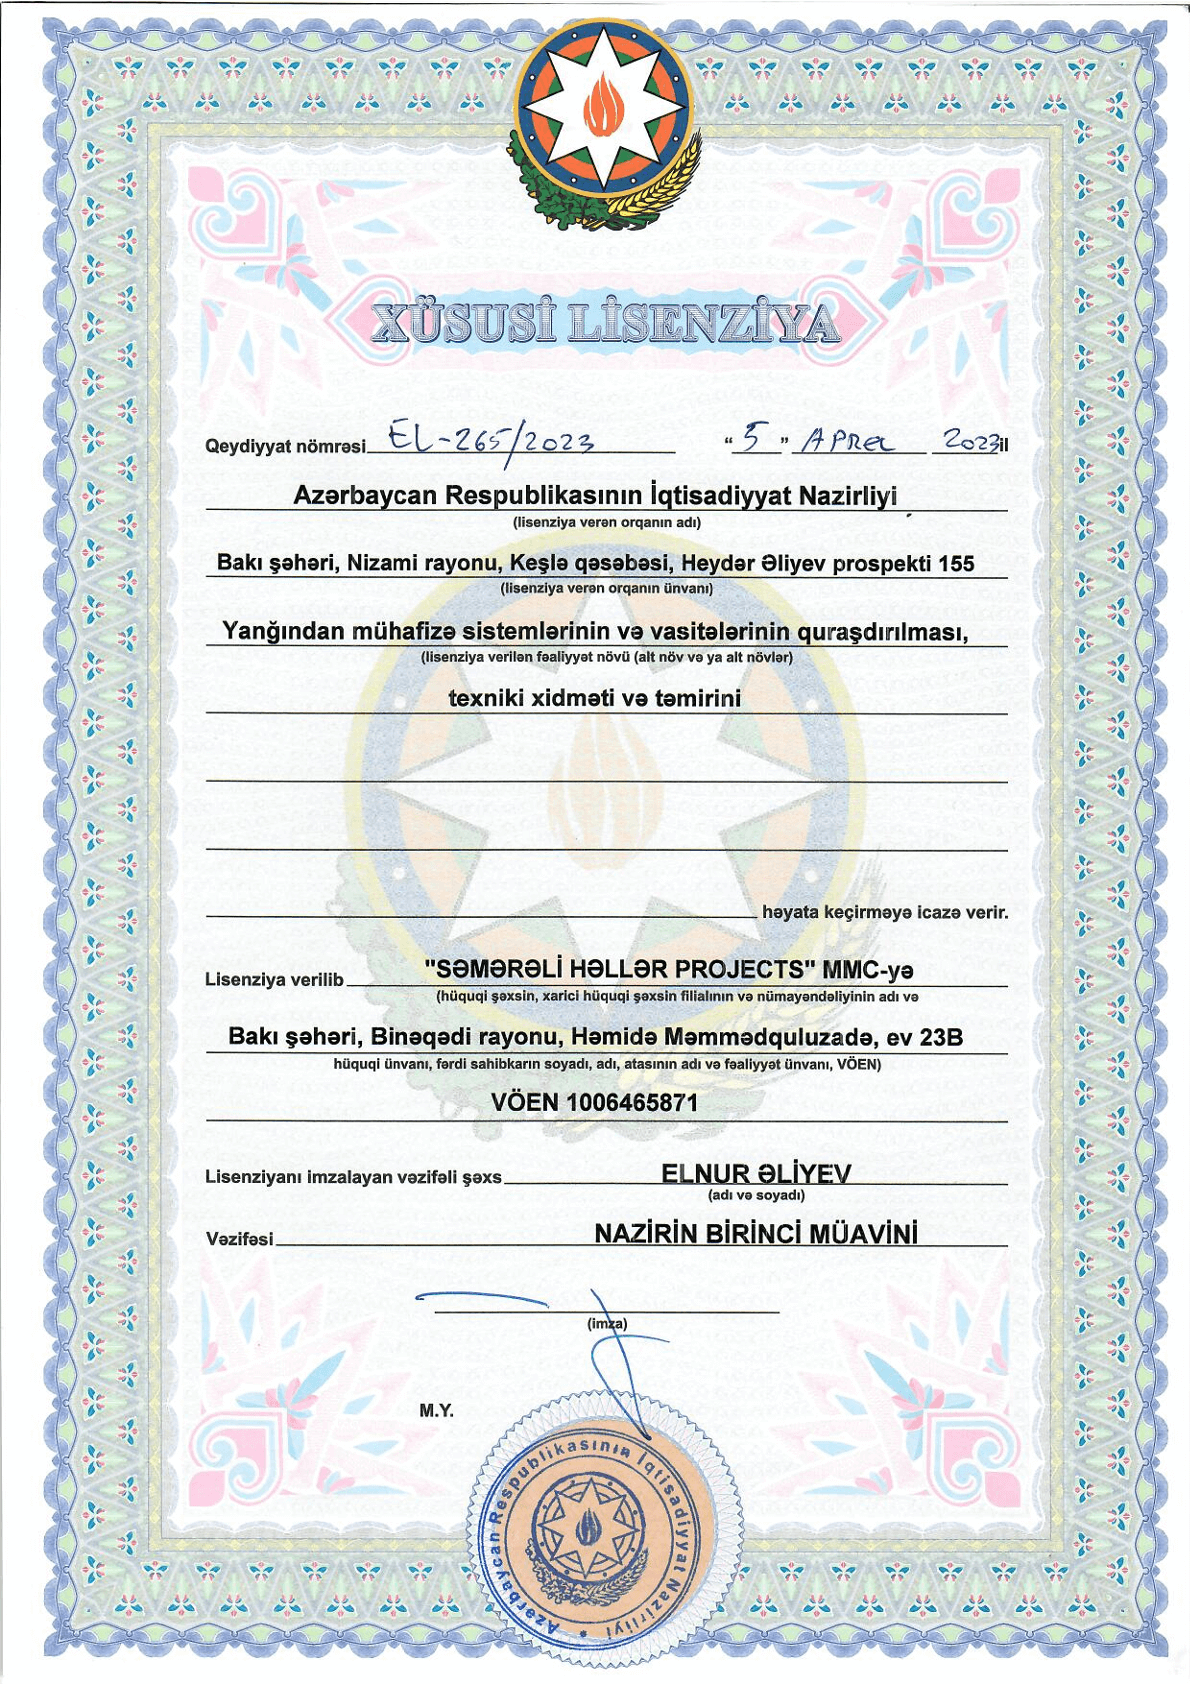 XÜSUSİ LİSENZİYA
Qeydiyyat nömrəsi EL-265/2023 “ 5 ” APREL 2023 il
Azərbaycan Respublikasının İqtisadiyyat Nazirliyi
(lisenziya verən orqanın adı)
Bakı şəhəri, Nizami rayonu, Keşlə qəsəbəsi, Heydər Əliyev prospekti 155
(lisenziya verən orqanın ünvanı)
Yanğından mühafizə sistemlərinin və vasitələrinin quraşdırılması,
(lisenziya verilən fəaliyyət növü (alt növ və ya alt növlər)
texniki xidməti və təmirini
həyata keçirməyə icazə verir.
Lisenziya verilib "SƏMƏRƏLİ HƏLLƏR PROJECTS" MMC-yə
(hüquqi şəxsin, xarici hüquqi şəxsin filialının və nümayəndəliyinin adı və
Bakı şəhəri, Binəqədi rayonu, Həmidə Məmmədquluzadə, ev 23B
hüquqi ünvanı, fərdi sahibkarın soyadı, adı, atasının adı və fəaliyyət ünvanı, VÖEN)
VÖEN 1006465871
Lisenziyanı imzalayan vəzifəli şəxs ELNUR ƏLİYEV
(adı və soyadı)
Vəzifəsi NAZİRİN BİRİNCİ MÜAVİNİ
(imza)
M.Y.
Azərbaycan Respublikasının İqtisadiyyat Nazirliyi